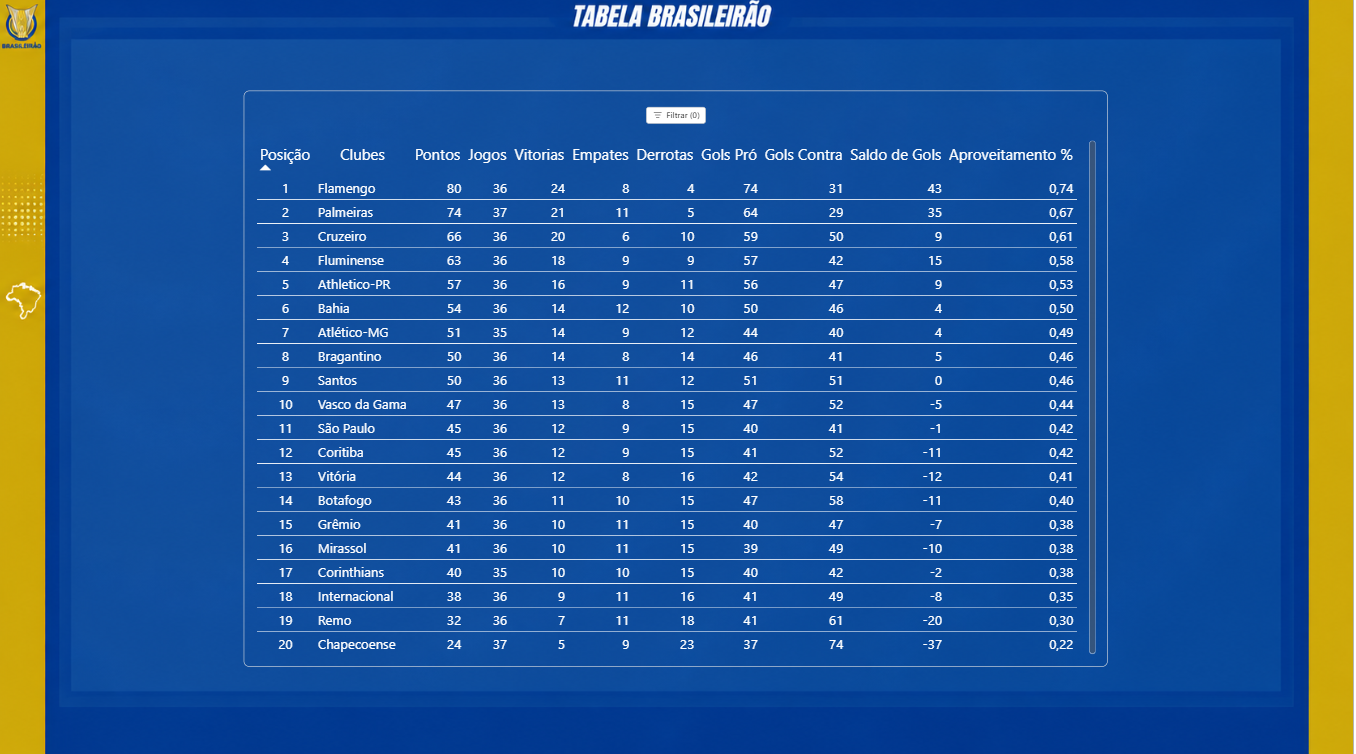 TABELA BRASILEIRÃO
BRASILEIRÃO
Filtrar (0)
Posição Clubes Pontos Jogos Vitorias Empates Derrotas Gols Pró Gols Contra Saldo de Gols Aproveitamento %
1 Flamengo 80 36 24 8 4 74 31 43 0,74
2 Palmeiras 74 37 21 11 5 64 29 35 0,67
3 Cruzeiro 66 36 20 6 10 59 50 9 0,61
4 Fluminense 63 36 18 9 9 57 42 15 0,58
5 Athletico-PR 57 36 16 9 11 56 47 9 0,53
6 Bahia 54 36 14 12 10 50 46 4 0,50
7 Atlético-MG 51 35 14 9 12 44 40 4 0,49
8 Bragantino 50 36 14 8 14 46 41 5 0,46
9 Santos 50 36 13 11 12 51 51 0 0,46
10 Vasco da Gama 47 36 13 8 15 47 52 -5 0,44
11 São Paulo 45 36 12 9 15 40 41 -1 0,42
12 Coritiba 45 36 12 9 15 41 52 -11 0,42
13 Vitória 44 36 12 8 16 42 54 -12 0,41
14 Botafogo 43 36 11 10 15 47 58 -11 0,40
15 Grêmio 41 36 10 11 15 40 47 -7 0,38
16 Mirassol 41 36 10 11 15 39 49 -10 0,38
17 Corinthians 40 35 10 10 15 40 42 -2 0,38
18 Internacional 38 36 9 11 16 41 49 -8 0,35
19 Remo 32 36 7 11 18 41 61 -20 0,30
20 Chapecoense 24 37 5 9 23 37 74 -37 0,22